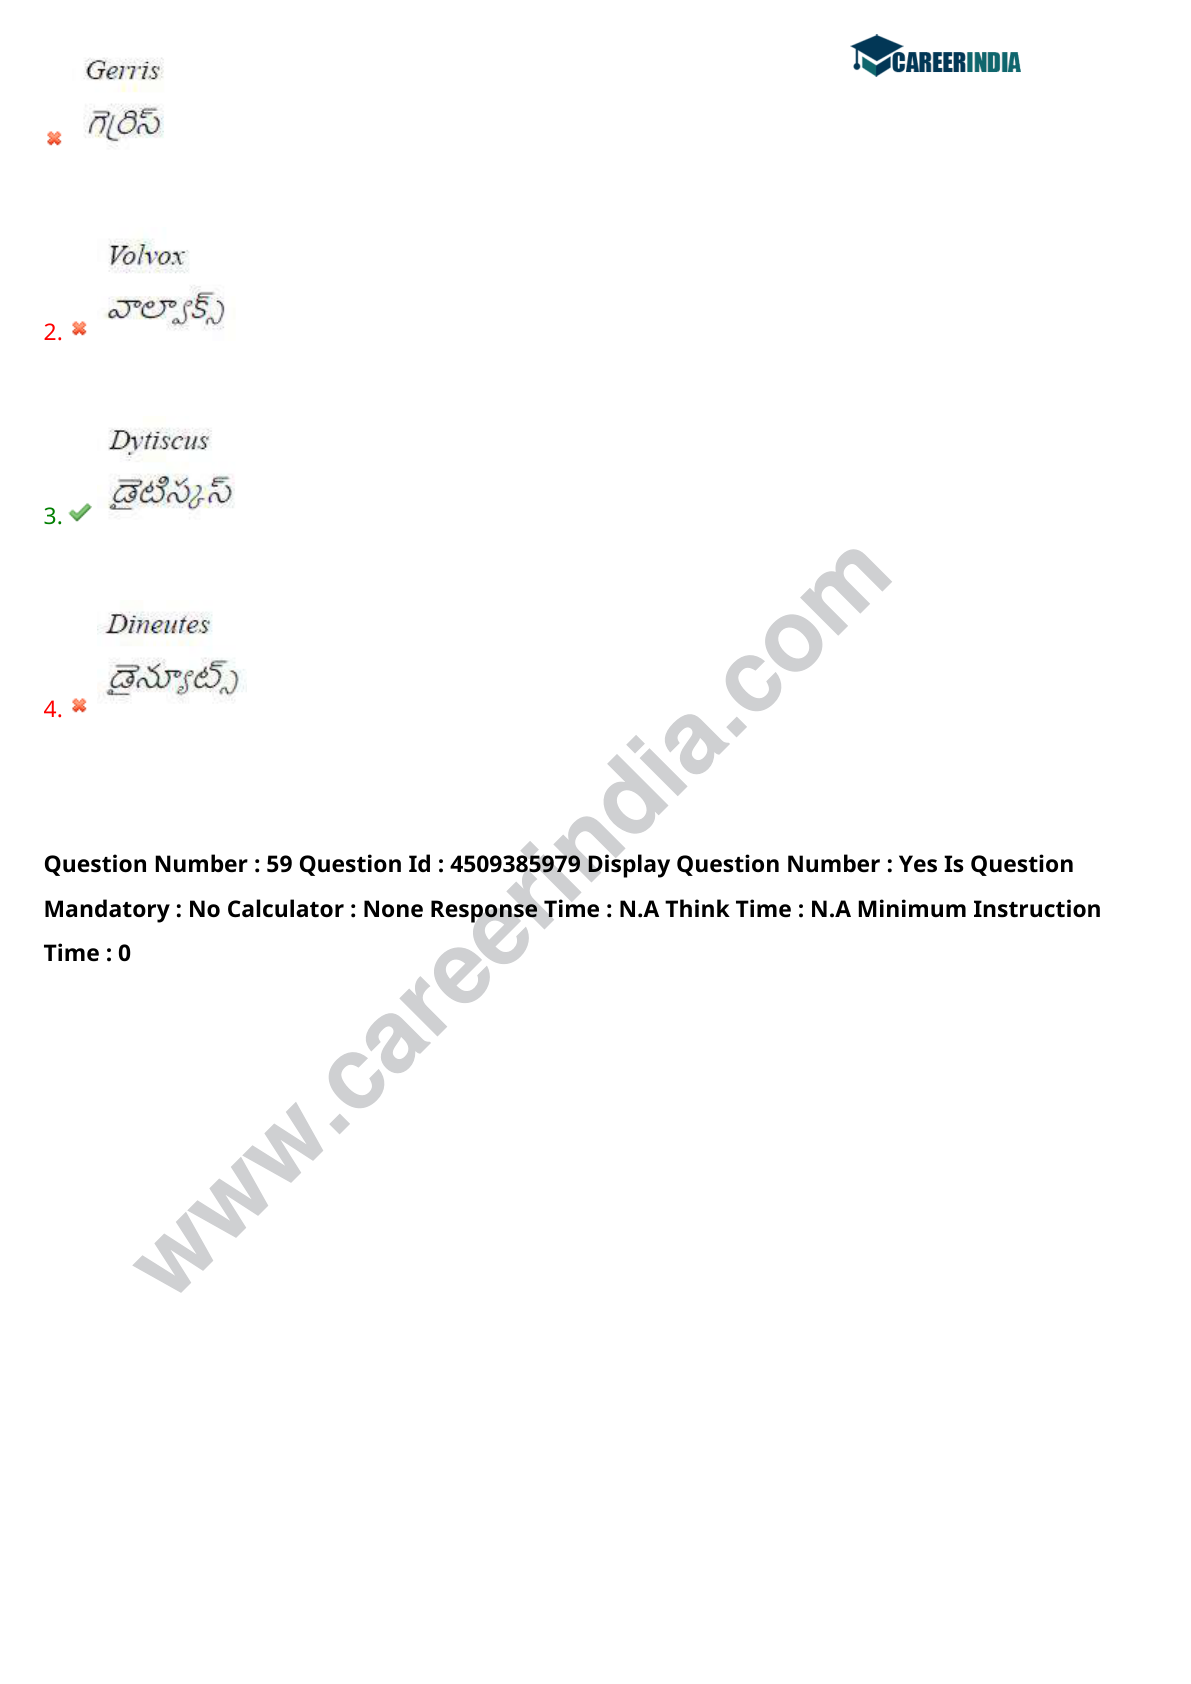 CAREERINDIA
Gerris
గెర్రిస్
Volvox
వాల్వాక్స్
2.
Dytiscus
డైటిస్కస్
3.
Dineutes
డైన్యూట్స్
4.
Question Number : 59 Question Id : 4509385979 Display Question Number : Yes Is Question
Mandatory : No Calculator : None Response Time : N.A Think Time : N.A Minimum Instruction
Time : 0
www.careerindia.com